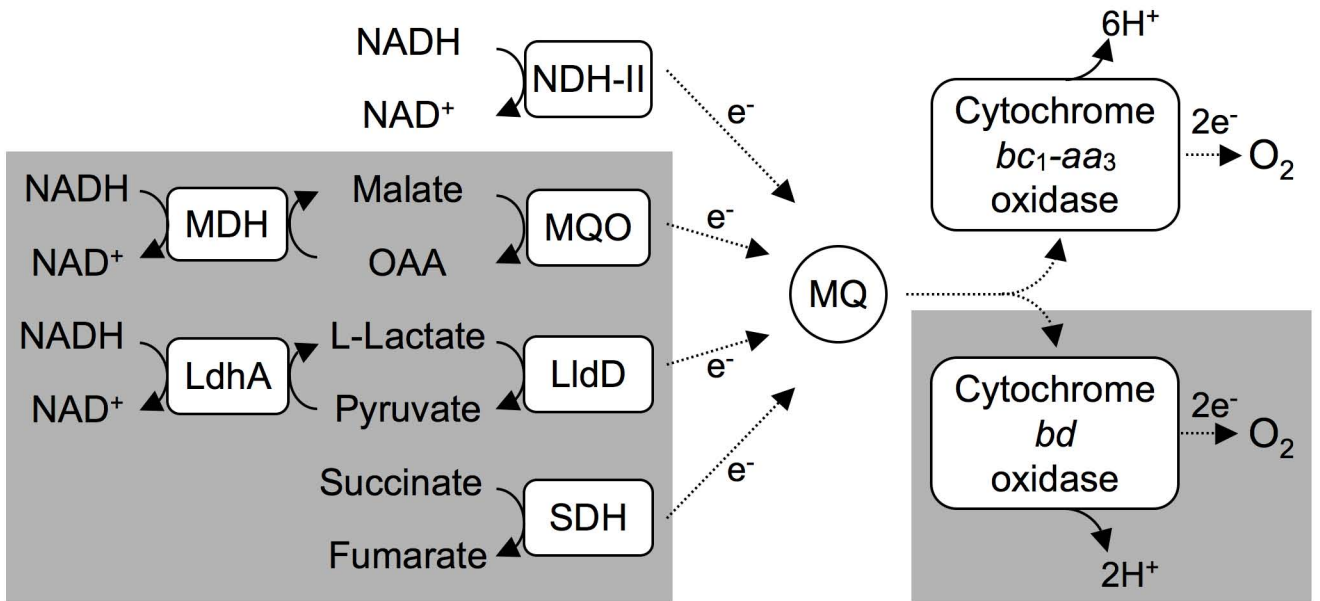 NADH
NAD⁺
NDH-II
e⁻
NADH
NAD⁺
MDH
Malate
OAA
MQO
e⁻
NADH
NAD⁺
LdhA
L-Lactate
Pyruvate
LldD
e⁻
Succinate
Fumarate
SDH
e⁻
MQ
6H⁺
Cytochrome
bc₁-aa₃
oxidase
2e⁻
O₂
Cytochrome
bd
oxidase
2e⁻
O₂
2H⁺